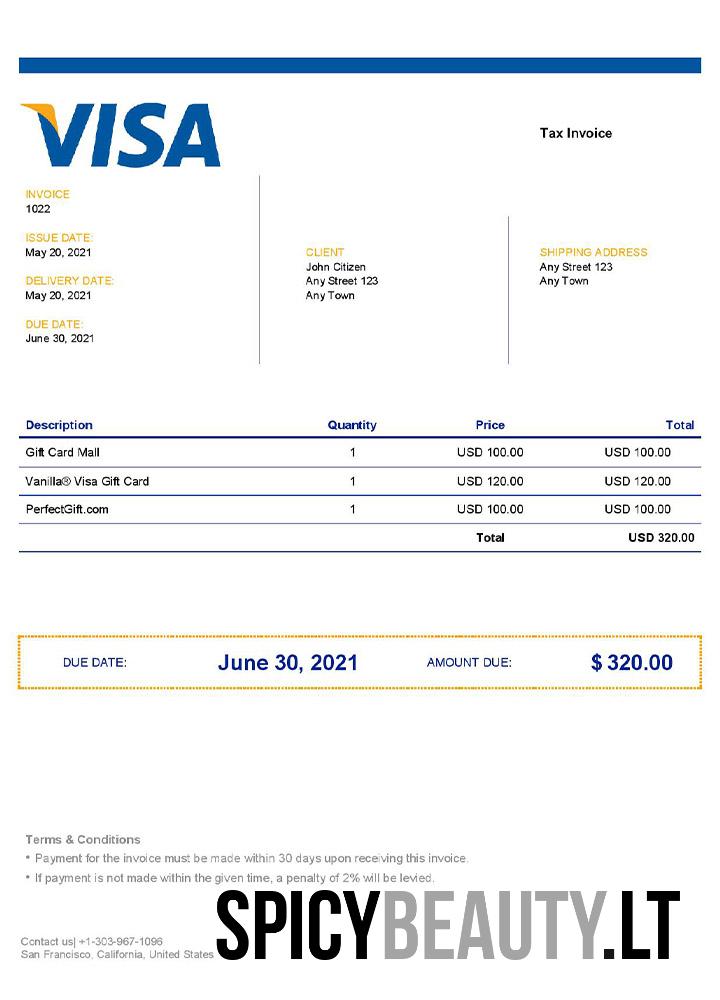 VISA
Tax Invoice
INVOICE
1022
ISSUE DATE:
May 20, 2021
DELIVERY DATE:
May 20, 2021
DUE DATE:
June 30, 2021
CLIENT
John Citizen
Any Street 123
Any Town
SHIPPING ADDRESS
Any Street 123
Any Town
Description Quantity Price Total
Gift Card Mall 1 USD 100.00 USD 100.00
Vanilla® Visa Gift Card 1 USD 120.00 USD 120.00
PerfectGift.com 1 USD 100.00 USD 100.00
Total USD 320.00
DUE DATE: June 30, 2021 AMOUNT DUE: $ 320.00
Terms & Conditions
• Payment for the invoice must be made within 30 days upon receiving this invoice.
• If payment is not made within the given time, a penalty of 2% will be levied.
Contact us| +1-303-967-1096
San Francisco, California, United States
SPICYBEAUTY.LT